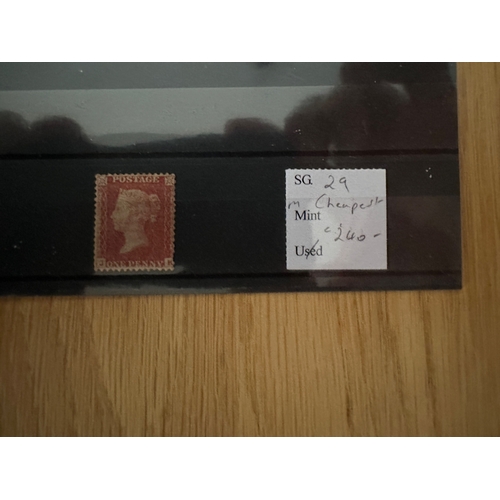 POSTAGE
ONE PENNY
SG. 29
m Cheapest
Mint
£240-
Used